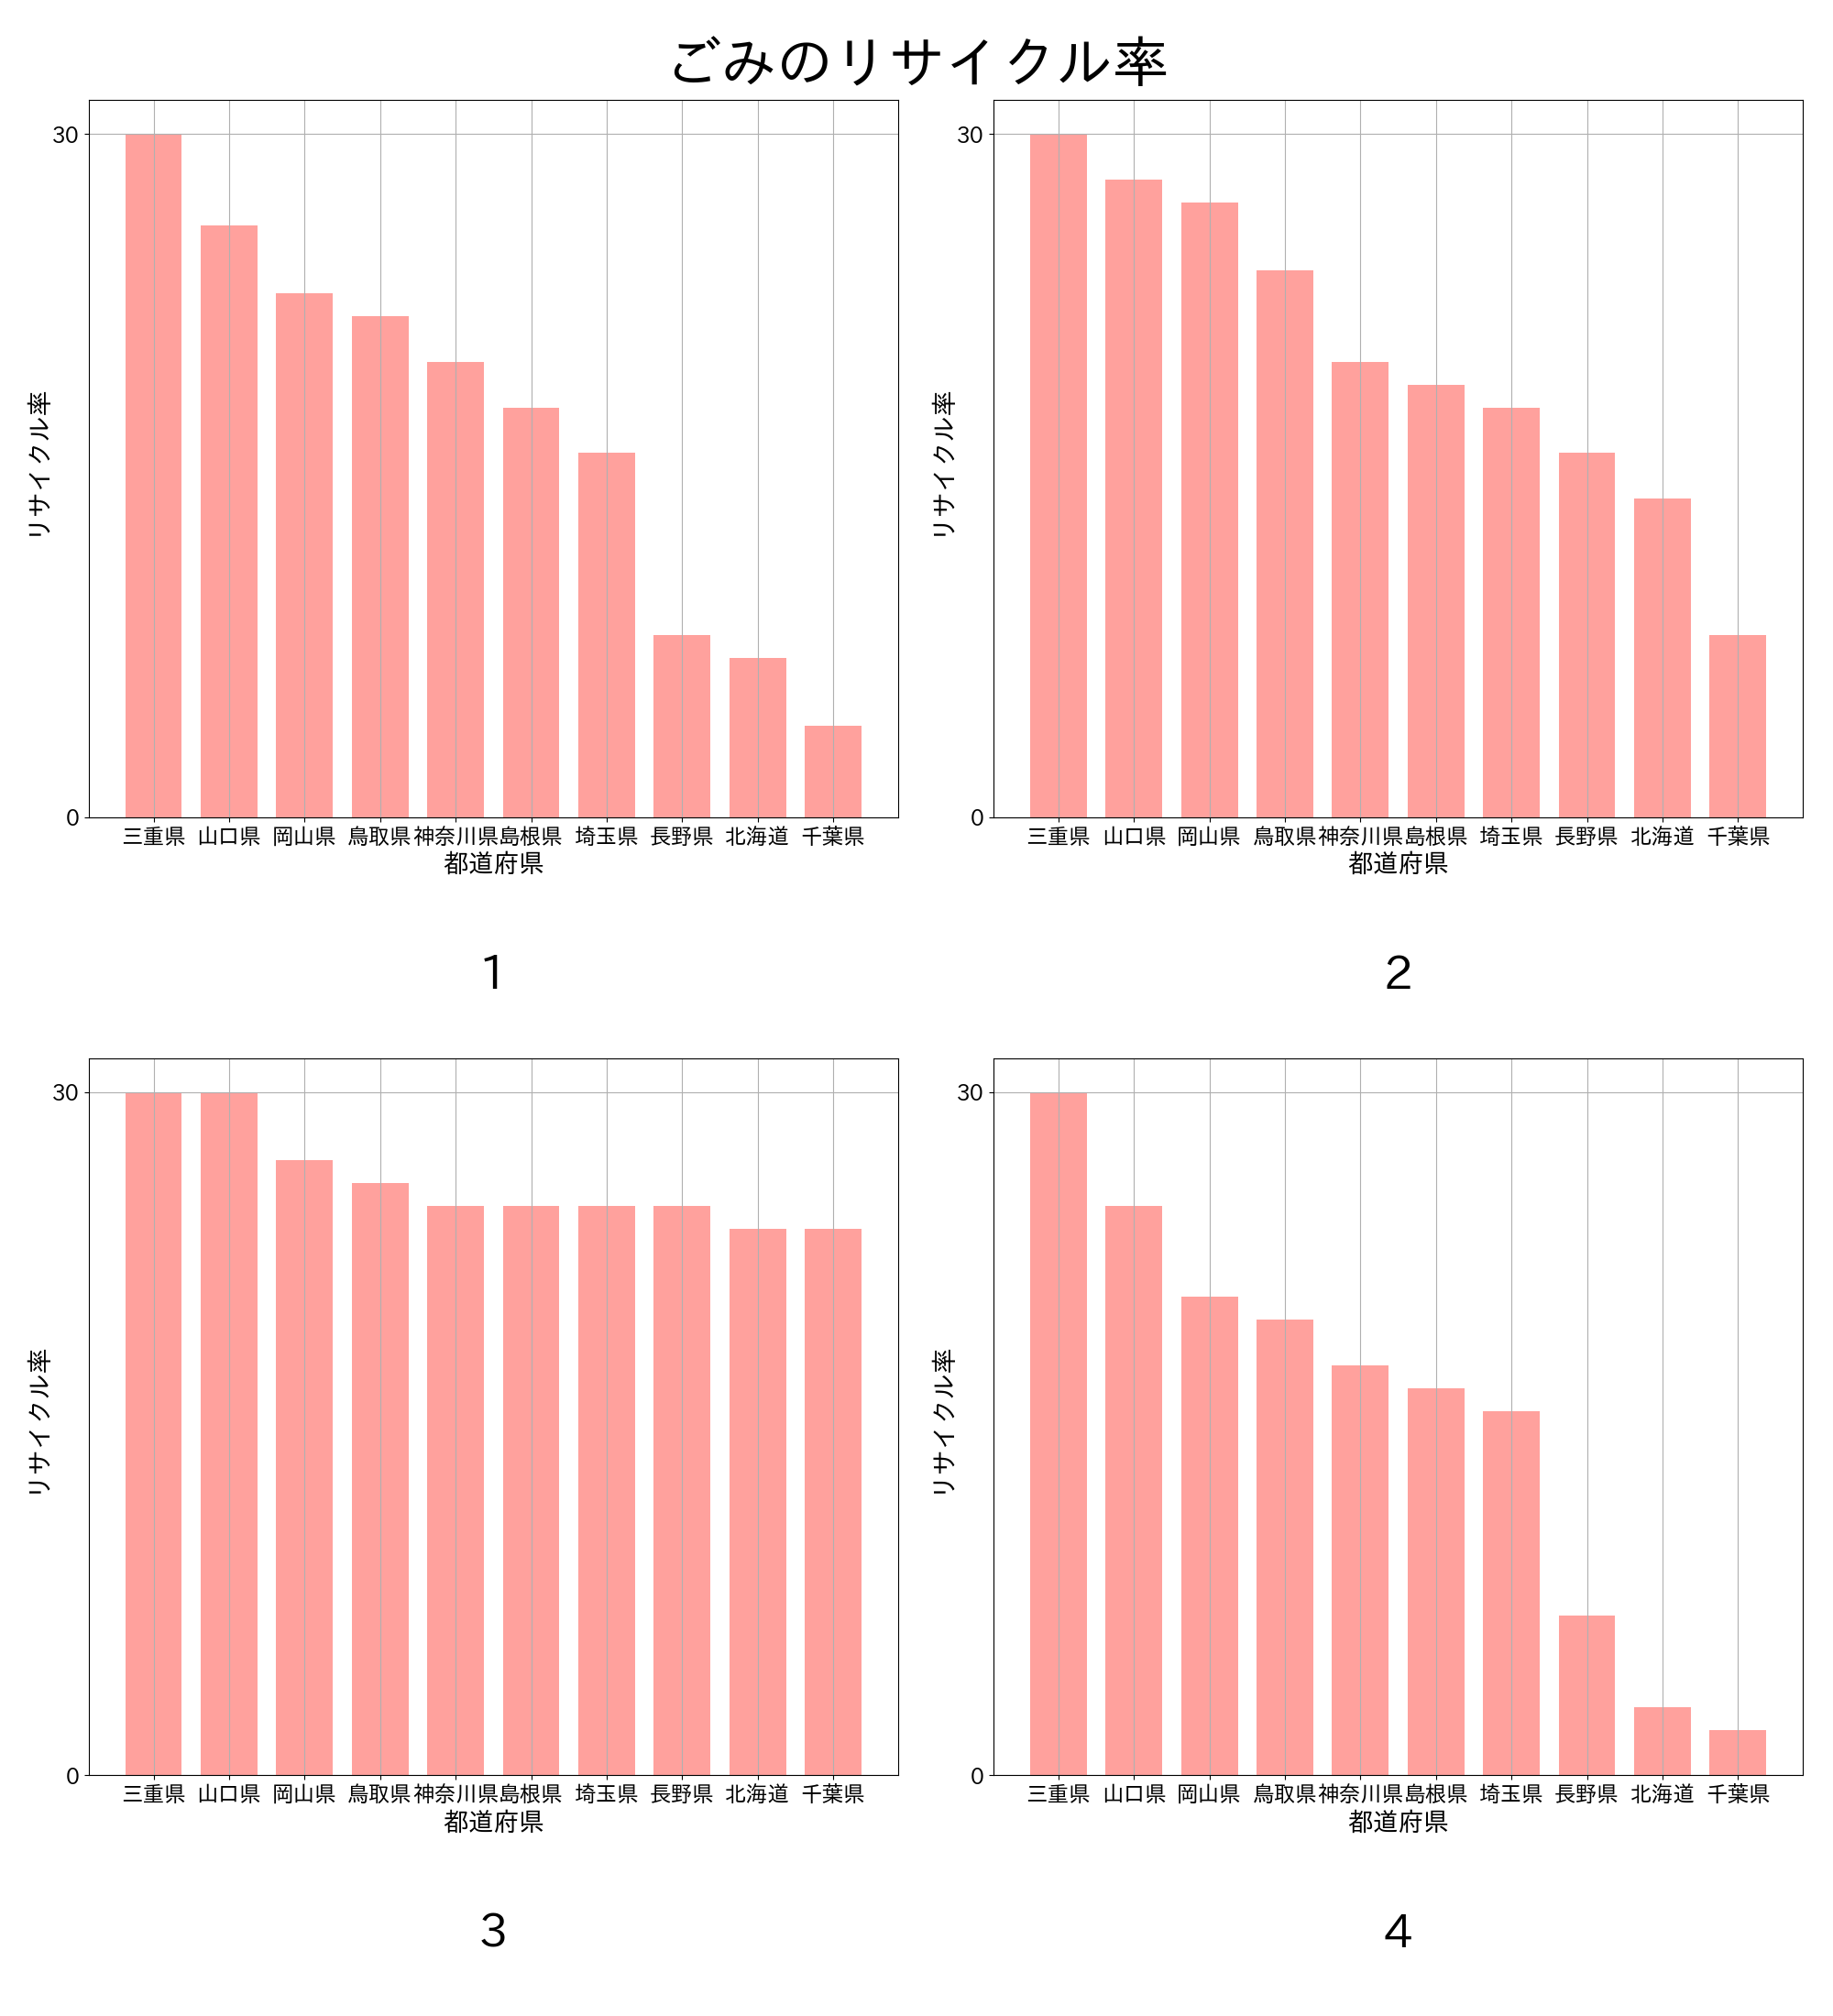 ごみのリサイクル率
30
0
リサイクル率
三重県 山口県 岡山県 鳥取県 神奈川県 島根県 埼玉県 長野県 北海道 千葉県
都道府県
1
30
0
リサイクル率
三重県 山口県 岡山県 鳥取県 神奈川県 島根県 埼玉県 長野県 北海道 千葉県
都道府県
2
30
0
リサイクル率
三重県 山口県 岡山県 鳥取県 神奈川県 島根県 埼玉県 長野県 北海道 千葉県
都道府県
3
30
0
リサイクル率
三重県 山口県 岡山県 鳥取県 神奈川県 島根県 埼玉県 長野県 北海道 千葉県
都道府県
4